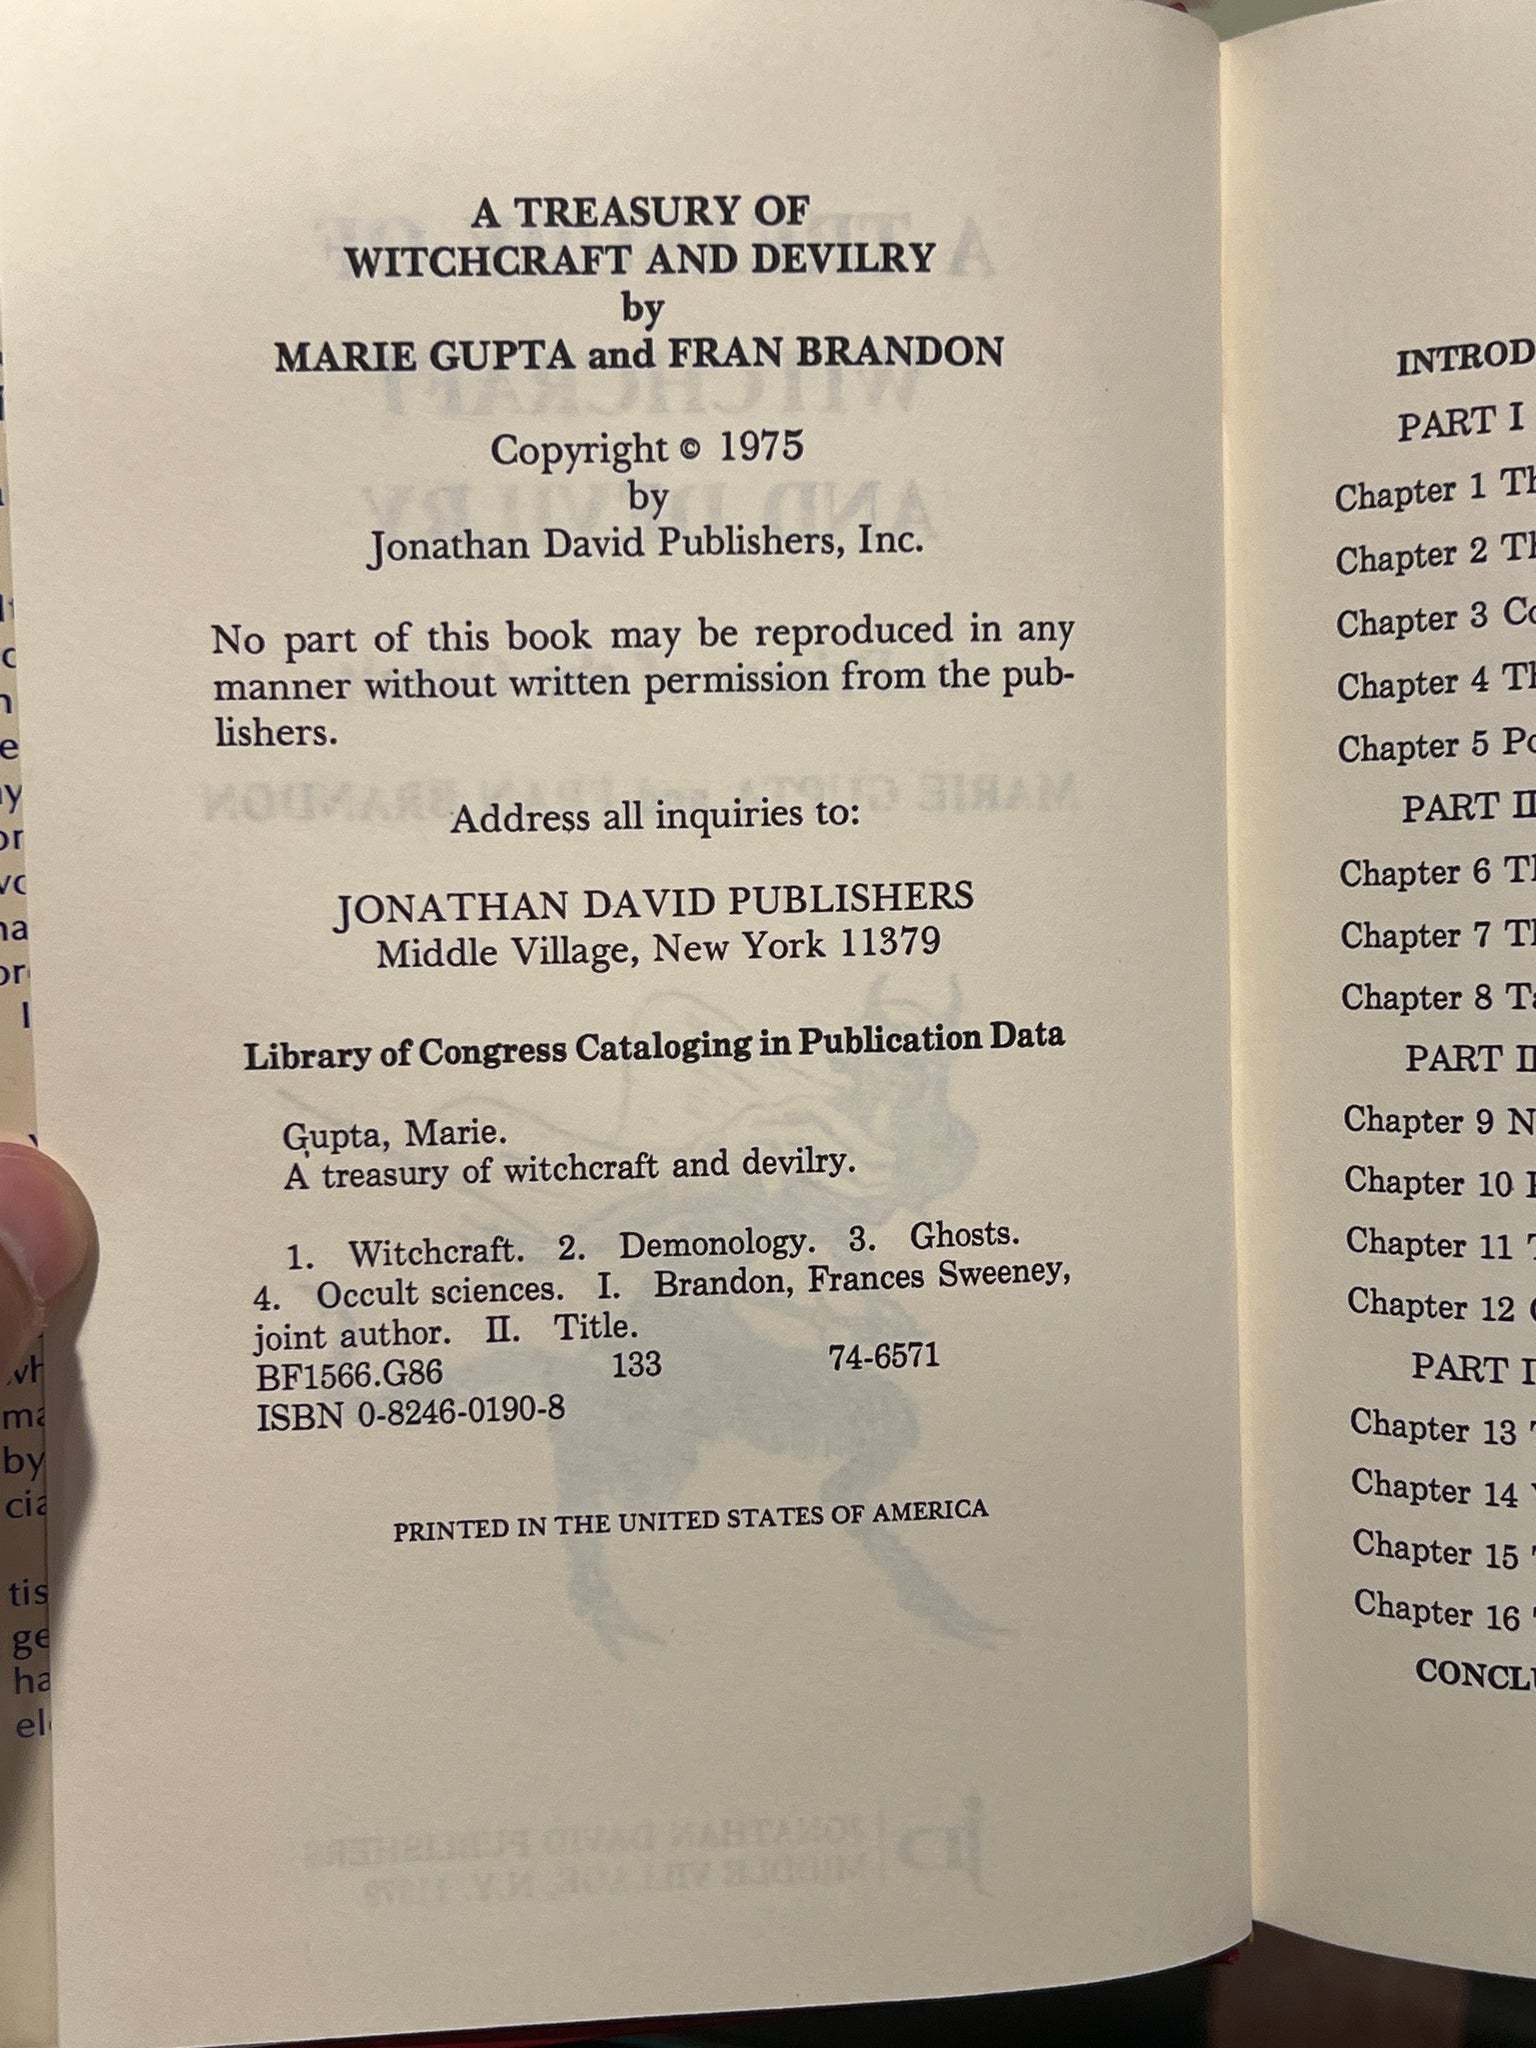 A TREASURY OF
WITCHCRAFT AND DEVILRY
by
MARIE GUPTA and FRAN BRANDON
Copyright © 1975
by
Jonathan David Publishers, Inc.
No part of this book may be reproduced in any
manner without written permission from the pub-
lishers.
Address all inquiries to:
JONATHAN DAVID PUBLISHERS
Middle Village, New York 11379
Library of Congress Cataloging in Publication Data
Gupta, Marie.
A treasury of witchcraft and devilry.
1. Witchcraft. 2. Demonology. 3. Ghosts.
4. Occult sciences. I. Brandon, Frances Sweeney,
joint author. II. Title.
BF1566.G86 133 74-6571
ISBN 0-8246-0190-8
PRINTED IN THE UNITED STATES OF AMERICA
PART I
Chapter 1
Chapter 2
Chapter 3
Chapter 4
Chapter 5
PART II
Chapter 6
Chapter 7
Chapter 8
PART
Chapter 9
Chapter 10
Chapter 11
Chapter 12
PART
Chapter 13
Chapter 14
Chapter 15
Chapter 16